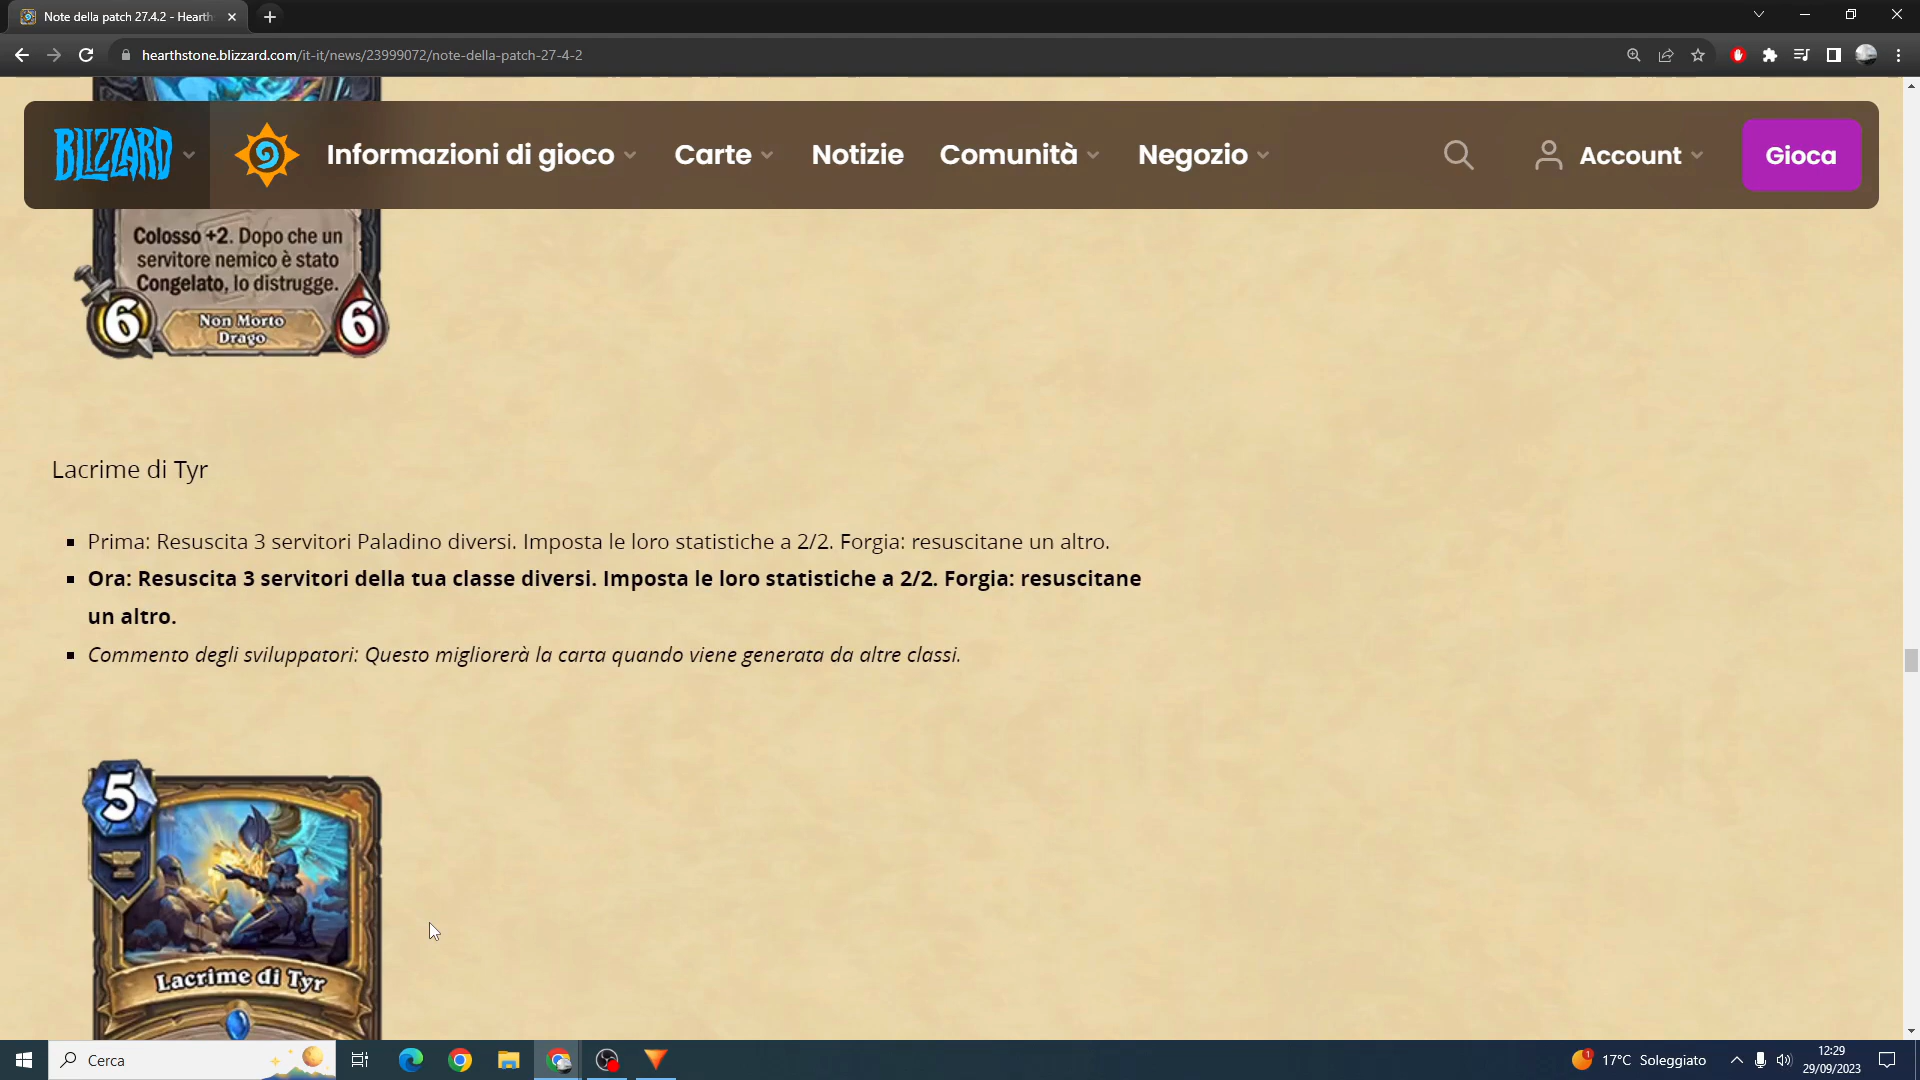 Note della patch 27.4.2 - Hearth
hearthstone.blizzard.com/it-it/news/23999072/note-della-patch-27-4-2
BLIZZARD
Informazioni di gioco
Carte
Notizie
Comunità
Negozio
Account
Gioca
Colosso +2. Dopo che un
servitore nemico è stato
Congelato, lo distrugge.
6
Non Morto
Drago
6
Lacrime di Tyr
Prima: Resuscita 3 servitori Paladino diversi. Imposta le loro statistiche a 2/2. Forgia: resuscitane un altro.
Ora: Resuscita 3 servitori della tua classe diversi. Imposta le loro statistiche a 2/2. Forgia: resuscitane
un altro.
Commento degli sviluppatori: Questo migliorerà la carta quando viene generata da altre classi.
5
Lacrime di Tyr
Cerca
1
17°C Soleggiato
12:29
29/09/2023